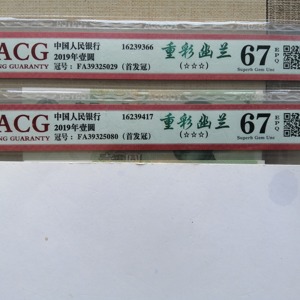 ACG
NG GUARANTY
中国人民银行 16239366
2019年壹圆
冠号：FA39325029（首发冠）
重彩幽兰
(☆☆☆)
67 EPQ
Superb Gem Unc
ACG
NG GUARANTY
中国人民银行 16239417
2019年壹圆
冠号：FA39325080（首发冠）
重彩幽兰
(☆☆☆)
67 EPQ
Superb Gem Unc